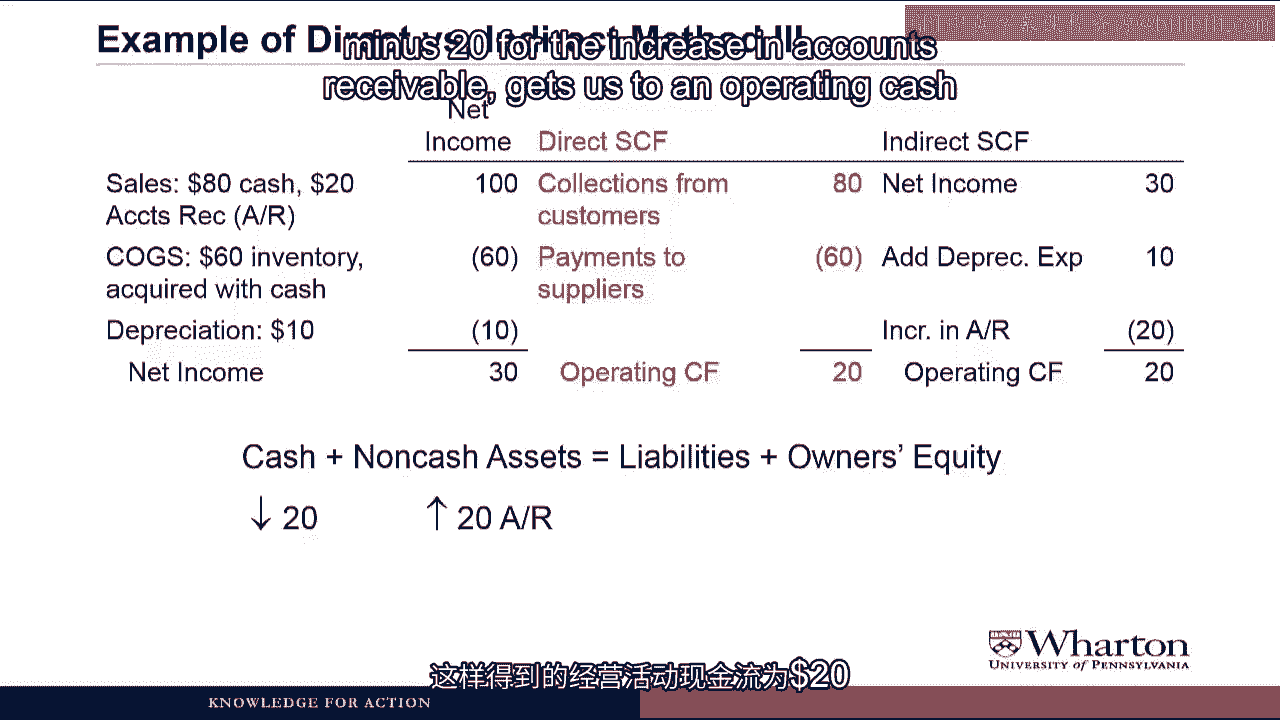 Example of Direct vs. Indirect Method III
minus 20 for the increase in accounts
receivable, gets us to an operating cash
Net
Income Direct SCF Indirect SCF
Sales: $80 cash, $20 100 Collections from 80 Net Income 30
Accts Rec (A/R) customers
COGS: $60 inventory, (60) Payments to (60) Add Deprec. Exp 10
acquired with cash suppliers
Depreciation: $10 (10) Incr. in A/R (20)
Net Income 30 Operating CF 20 Operating CF 20
Cash + Noncash Assets = Liabilities + Owners’ Equity
↓ 20 ↑ 20 A/R
Wharton
UNIVERSITY of PENNSYLVANIA
这样得到的经营活动现金流为$20
KNOWLEDGE FOR ACTION